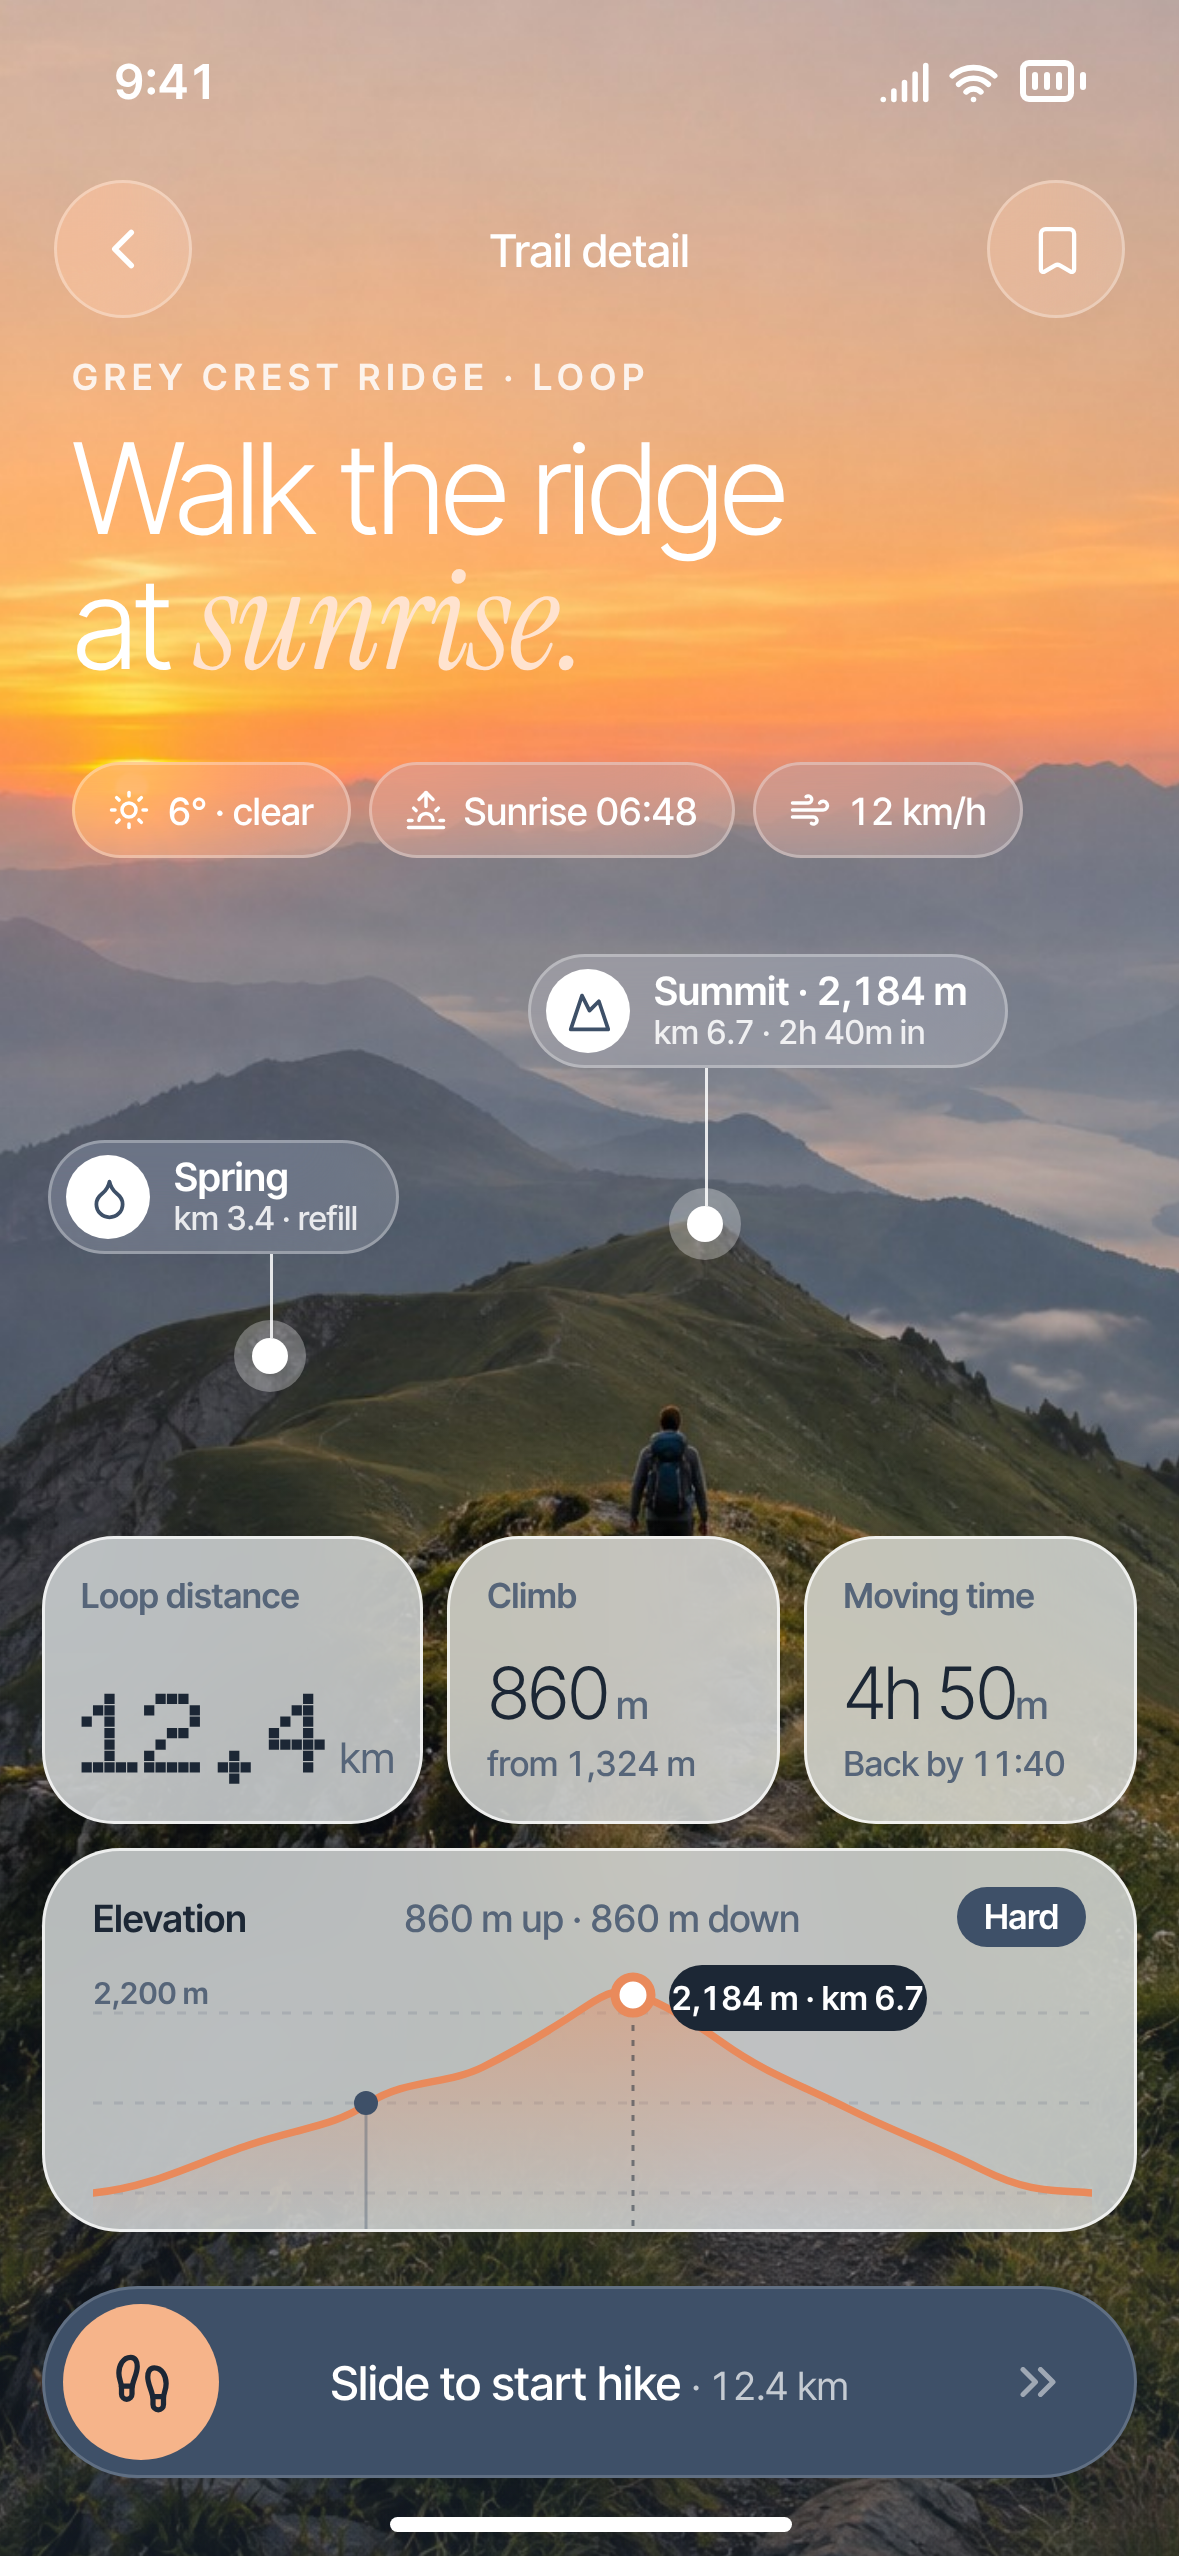 9:41
Trail detail
GREY CREST RIDGE · LOOP
Walk the ridge
at sunrise.
6° · clear
Sunrise 06:48
12 km/h
Summit · 2,184 m
km 6.7 · 2h 40m in
Spring
km 3.4 · refill
Loop distance
12.4 km
Climb
860 m
from 1,324 m
Moving time
4h 50m
Back by 11:40
Elevation
860 m up · 860 m down
Hard
2,200 m
2,184 m · km 6.7
Slide to start hike · 12.4 km